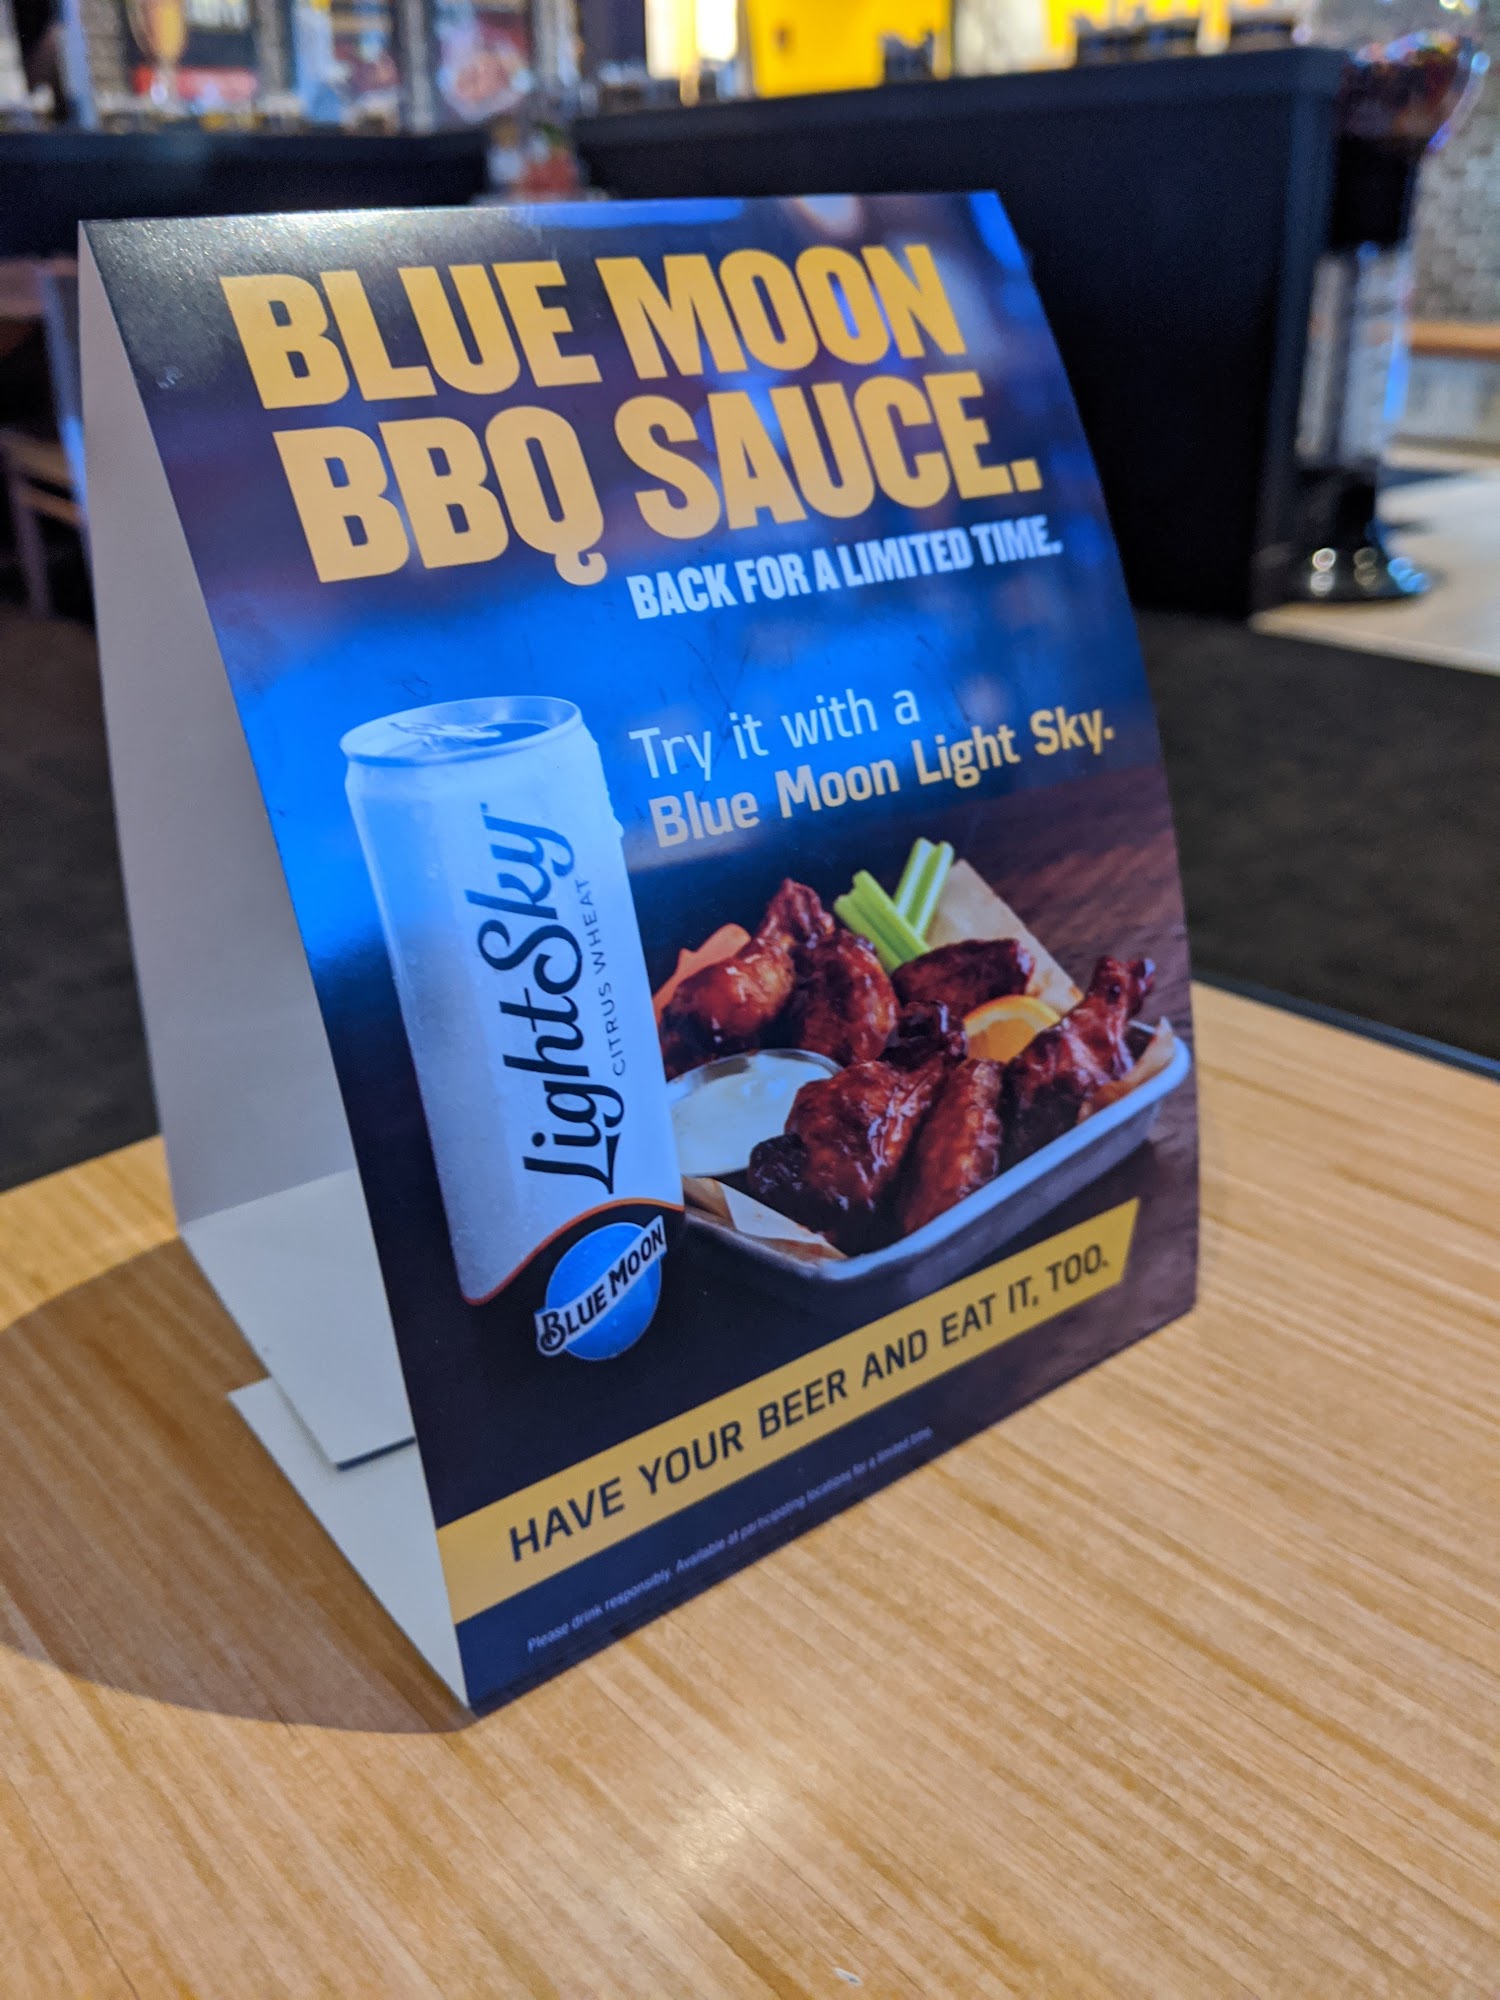 BLUE MOON
BBQ SAUCE.
BACK FOR A LIMITED TIME.
Try it with a
Blue Moon Light Sky.
LightSky
CITRUS WHEAT
BLUE MOON
HAVE YOUR BEER AND EAT IT, TOO.
Please drink responsibly. Available at participating locations for a limited time.